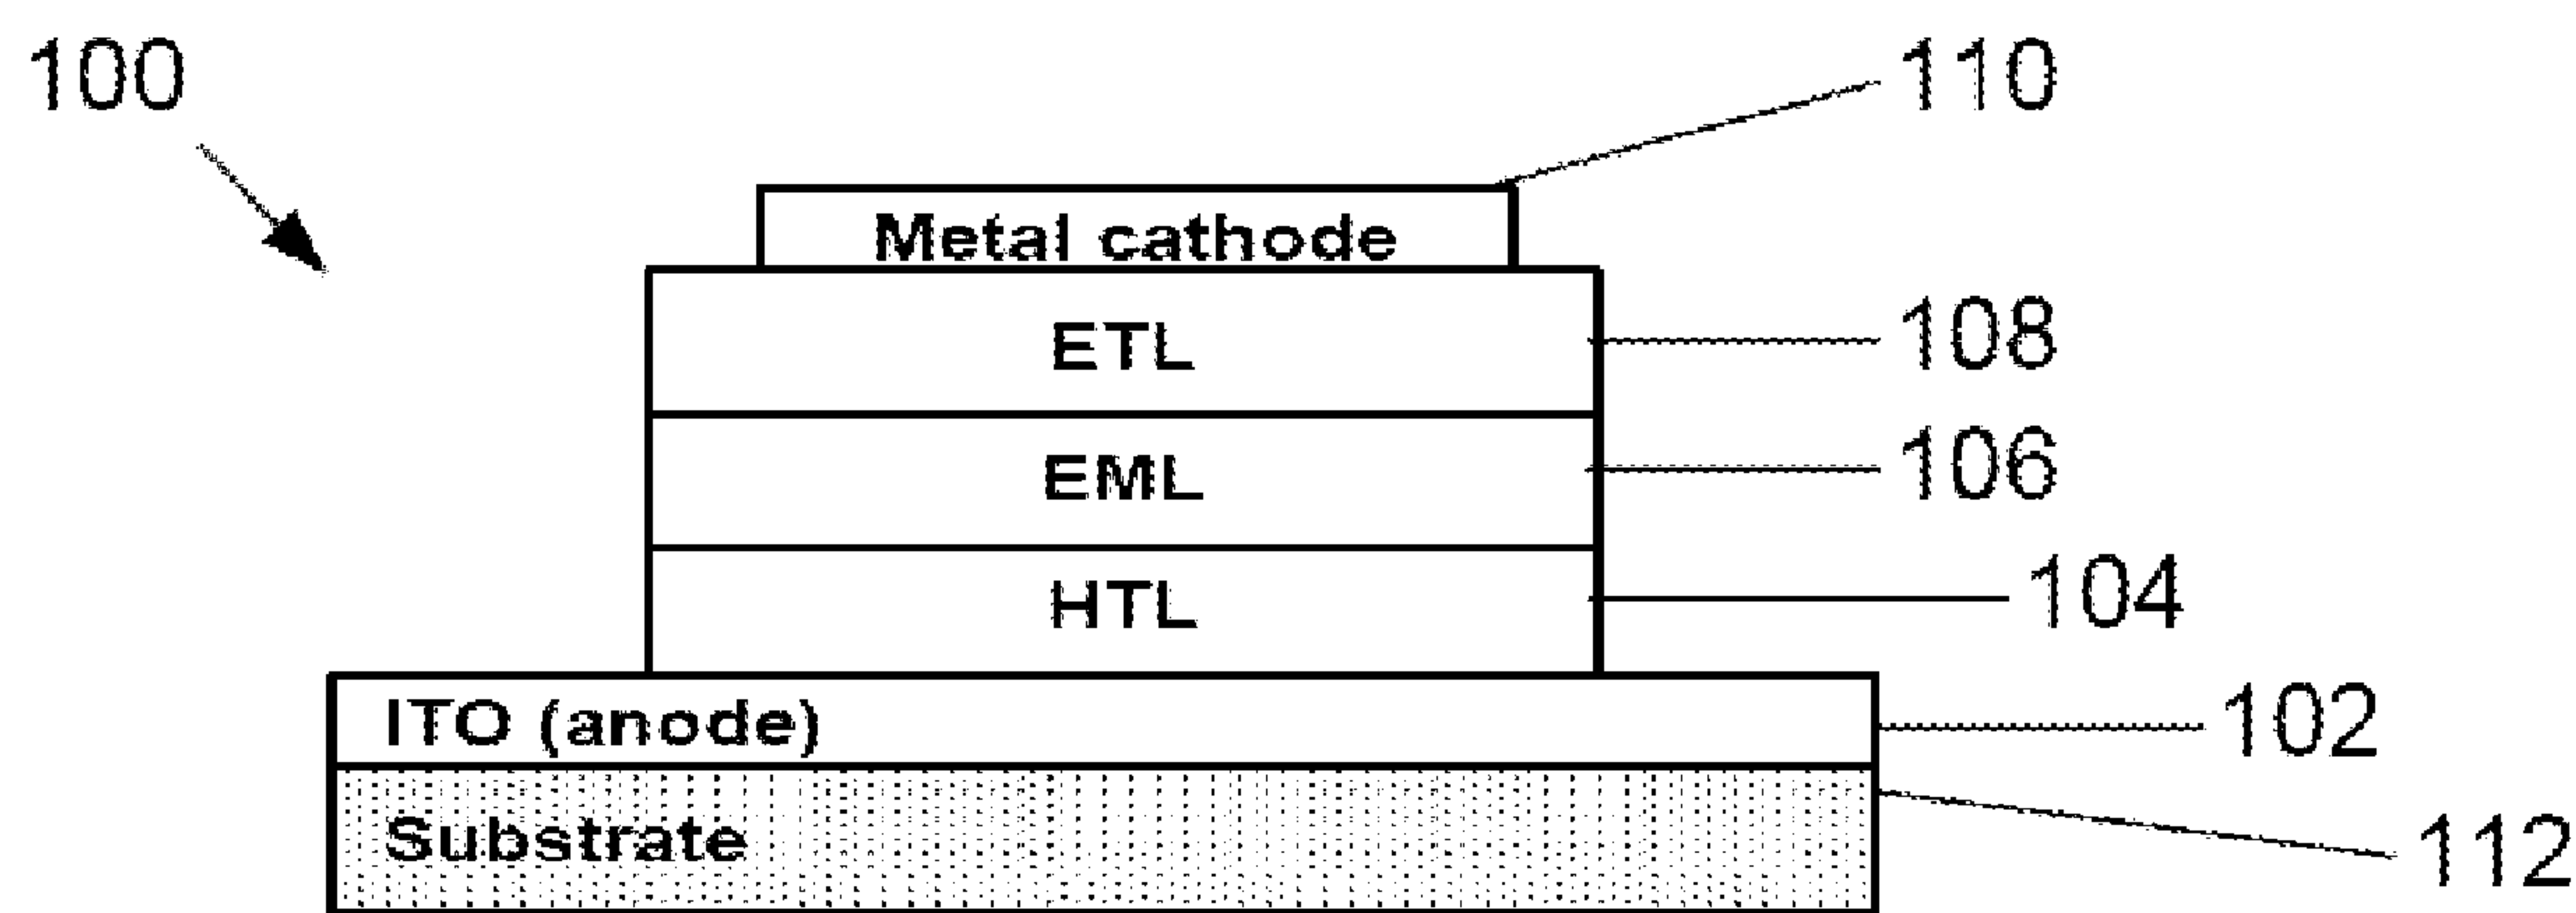 100
110
Metal cathode
ETL
108
EML
106
HTL
104
ITO (anode)
102
Substrate
112